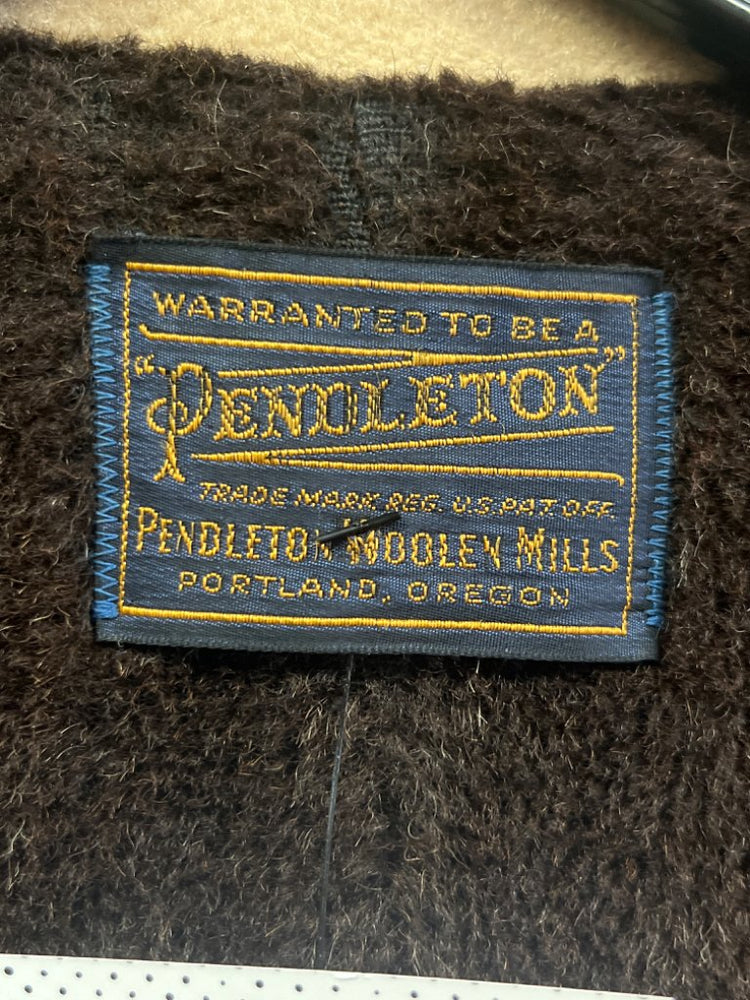 WARRANTED TO BE A
"PENDLETON"
TRADE MARK REG. U.S. PAT. OFF.
PENDLETON WOOLEN MILLS
PORTLAND, OREGON